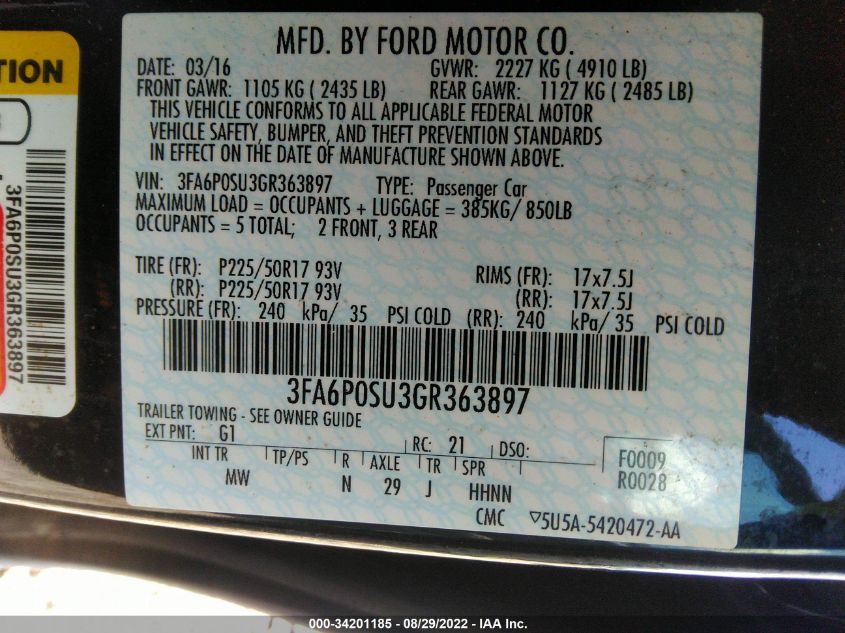 MFD. BY FORD MOTOR CO.
DATE: 03/16 GVWR: 2227 KG ( 4910 LB)
FRONT GAWR: 1105 KG ( 2435 LB) REAR GAWR: 1127 KG ( 2485 LB)
THIS VEHICLE CONFORMS TO ALL APPLICABLE FEDERAL MOTOR
VEHICLE SAFETY, BUMPER, AND THEFT PREVENTION STANDARDS
IN EFFECT ON THE DATE OF MANUFACTURE SHOWN ABOVE.
VIN: 3FA6P0SU3GR363897 TYPE: Passenger Car
MAXIMUM LOAD = OCCUPANTS + LUGGAGE = 385KG/ 850LB
OCCUPANTS = 5 TOTAL; 2 FRONT, 3 REAR
TIRE (FR): P225/50R17 93V RIMS (FR): 17x7.5J
(RR): P225/50R17 93V (RR): 17x7.5J
PRESSURE (FR): 240 kPa/ 35 PSI COLD (RR): 240 kPa/ 35 PSI COLD
3FA6P0SU3GR363897
TRAILER TOWING - SEE OWNER GUIDE
EXT PNT: G1 RC: 21 DSO: F0009
INT TR TP/PS R AXLE TR SPR R0028
MW N 29 J HHNN
CMC ▽5U5A-5420472-AA
TION
3FA6P0SU3GR363897
000-34201185 - 08/29/2022 - IAA Inc.